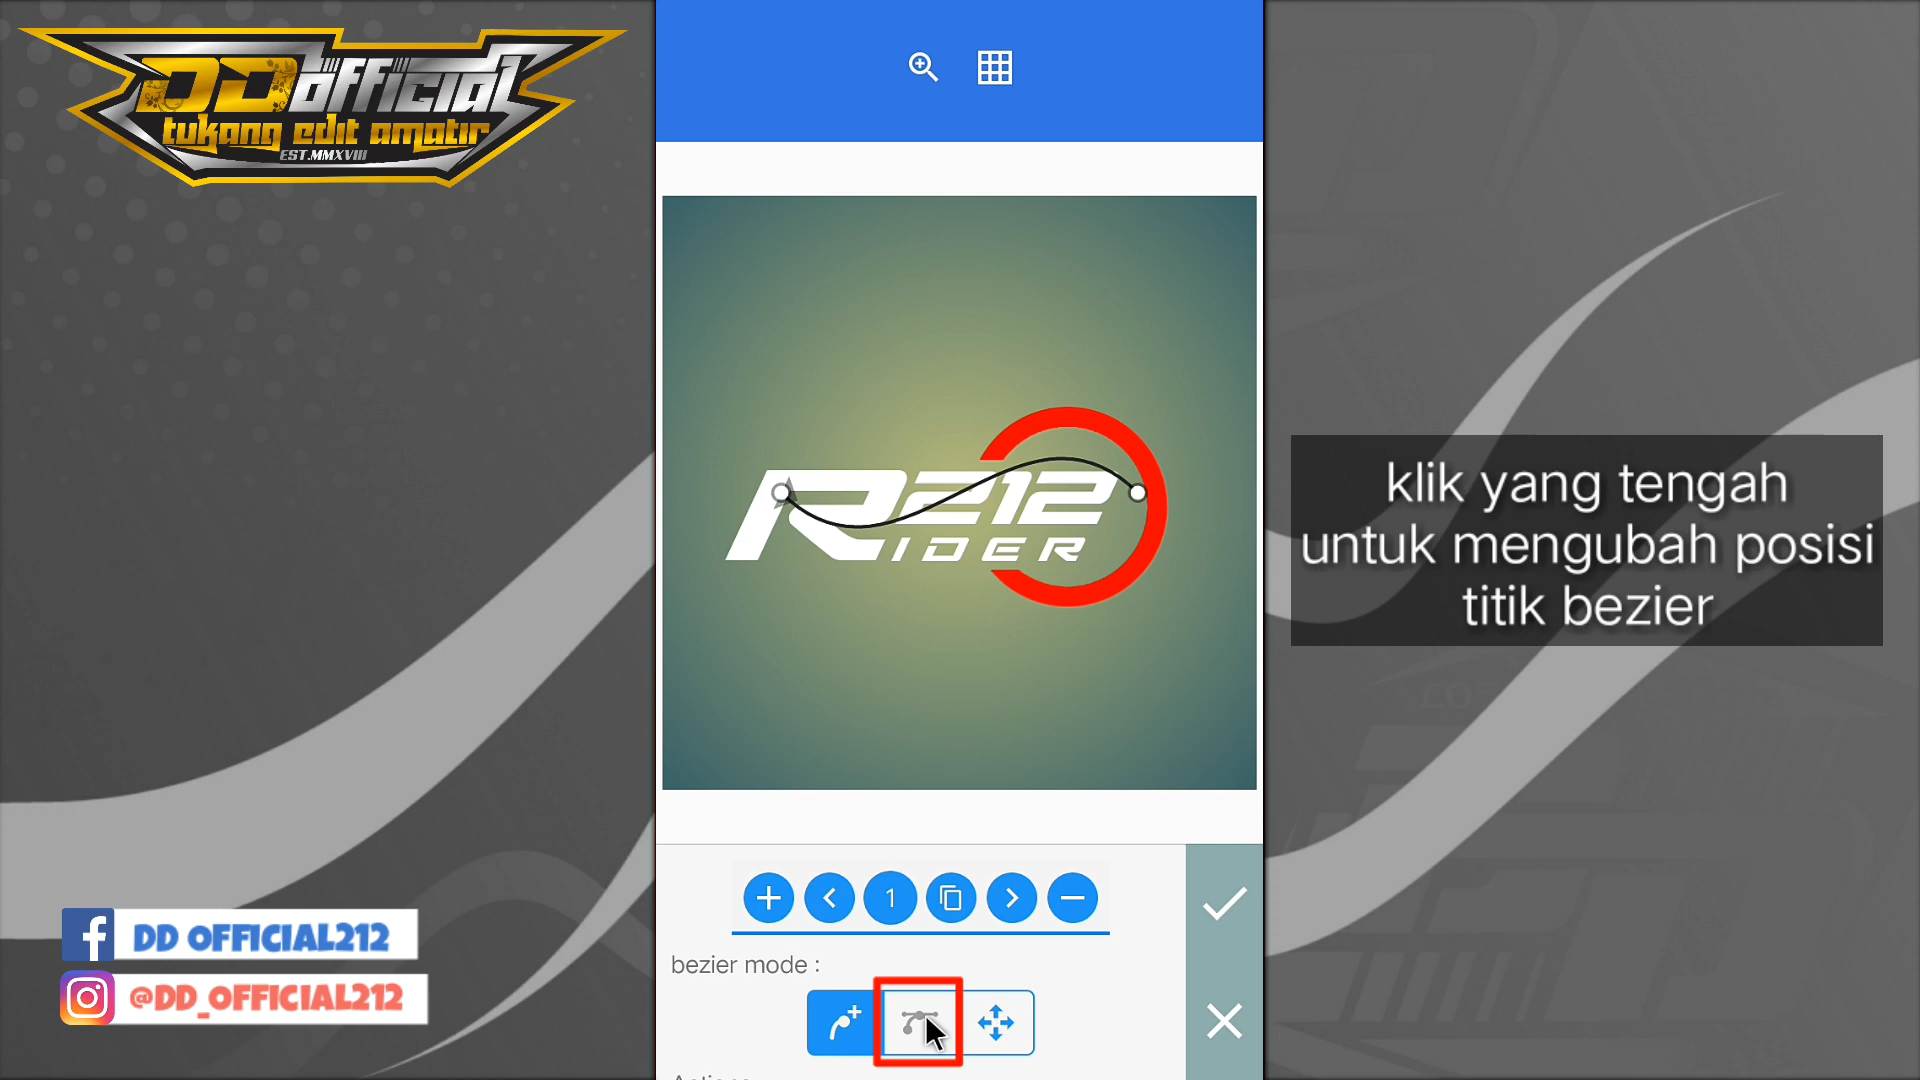 DD official
tukang edit amatir
EST.MMXVIII
R212
RIDER
klik yang tengah
untuk mengubah posisi
titik bezier
1
bezier mode :
DD OFFICIAL212
@DD_OFFICIAL212